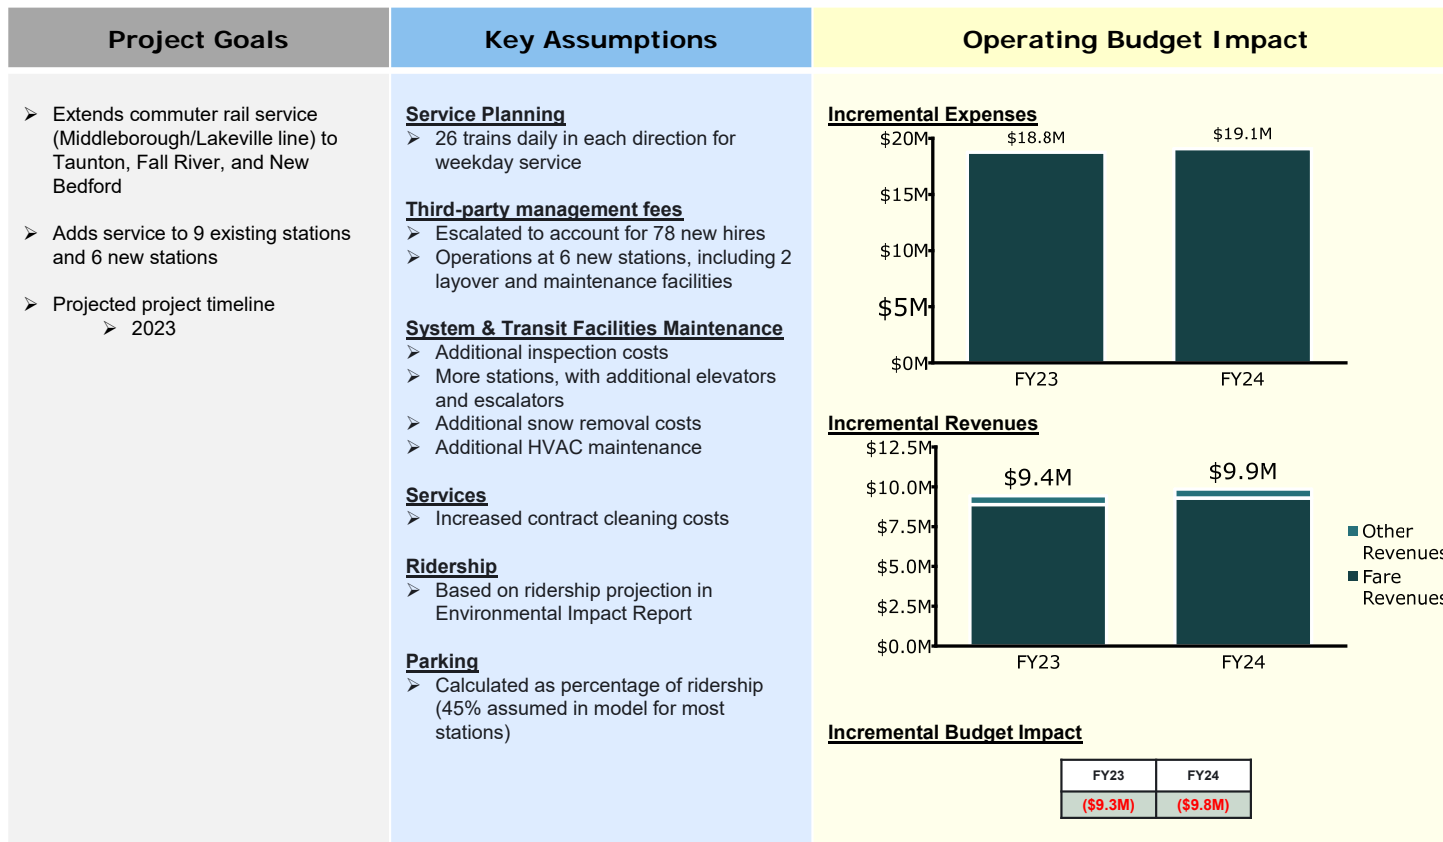 Project Goals
Extends commuter rail service
(Middleborough/Lakeville line) to
Taunton, Fall River, and New
Bedford
Adds service to 9 existing stations
and 6 new stations
Projected project timeline
2023
Key Assumptions
Service Planning
26 trains daily in each direction for
weekday service
Third-party management fees
Escalated to account for 78 new hires
Operations at 6 new stations, including 2
layover and maintenance facilities
System & Transit Facilities Maintenance
Additional inspection costs
More stations, with additional elevators
and escalators
Additional snow removal costs
Additional HVAC maintenance
Services
Increased contract cleaning costs
Ridership
Based on ridership projection in
Environmental Impact Report
Parking
Calculated as percentage of ridership
(45% assumed in model for most
stations)
Operating Budget Impact
Incremental Expenses
$20M
$15M
$10M
$5M
$0M
$18.8M
$19.1M
FY23
FY24
Incremental Revenues
$12.5M
$10.0M
$7.5M
$5.0M
$2.5M
$0.0M
$9.4M
$9.9M
FY23
FY24
Other
Revenues
Fare
Revenues
Incremental Budget Impact
FY23
FY24
($9.3M)
($9.8M)